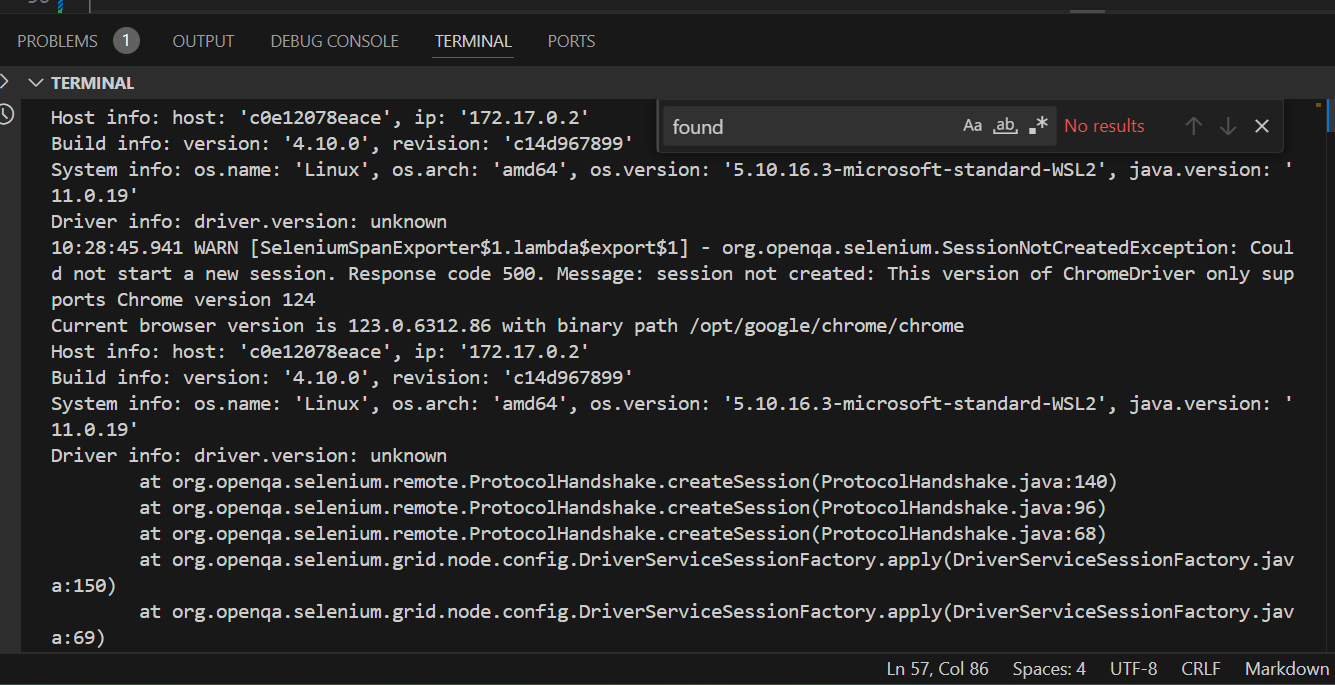 PROBLEMS 1 OUTPUT DEBUG CONSOLE TERMINAL PORTS
TERMINAL
found Aa ab .* No results
Host info: host: 'c0e12078eace', ip: '172.17.0.2'
Build info: version: '4.10.0', revision: 'c14d967899'
System info: os.name: 'Linux', os.arch: 'amd64', os.version: '5.10.16.3-microsoft-standard-WSL2', java.version: '
11.0.19'
Driver info: driver.version: unknown
10:28:45.941 WARN [SeleniumSpanExporter$1.lambda$export$1] - org.openqa.selenium.SessionNotCreatedException: Coul
d not start a new session. Response code 500. Message: session not created: This version of ChromeDriver only sup
ports Chrome version 124
Current browser version is 123.0.6312.86 with binary path /opt/google/chrome/chrome
Host info: host: 'c0e12078eace', ip: '172.17.0.2'
Build info: version: '4.10.0', revision: 'c14d967899'
System info: os.name: 'Linux', os.arch: 'amd64', os.version: '5.10.16.3-microsoft-standard-WSL2', java.version: '
11.0.19'
Driver info: driver.version: unknown
at org.openqa.selenium.remote.ProtocolHandshake.createSession(ProtocolHandshake.java:140)
at org.openqa.selenium.remote.ProtocolHandshake.createSession(ProtocolHandshake.java:96)
at org.openqa.selenium.remote.ProtocolHandshake.createSession(ProtocolHandshake.java:68)
at org.openqa.selenium.grid.node.config.DriverServiceSessionFactory.apply(DriverServiceSessionFactory.jav
a:150)
at org.openqa.selenium.grid.node.config.DriverServiceSessionFactory.apply(DriverServiceSessionFactory.jav
a:69)
Ln 57, Col 86 Spaces: 4 UTF-8 CRLF Markdown